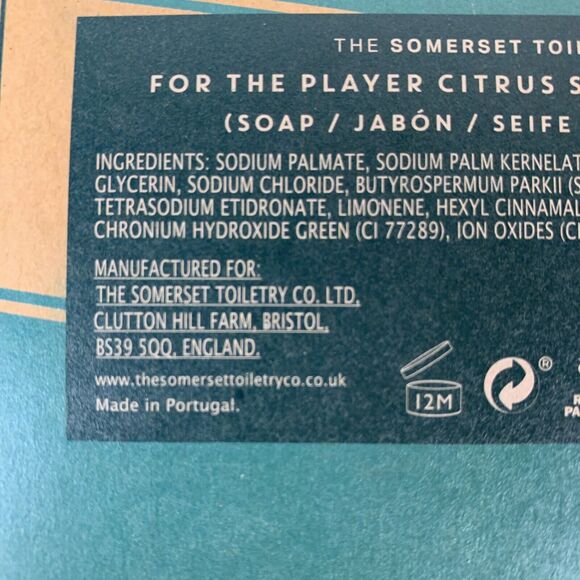 THE SOMERSET
FOR THE PLAYER CITRUS
(SOAP / JABÓN / SEIFE
INGREDIENTS: SODIUM PALMATE, SODIUM PALM KERNELAT
GLYCERIN, SODIUM CHLORIDE, BUTYROSPERMUM PARKII (S
TETRASODIUM ETIDRONATE, LIMONENE, HEXYL CINNAMAL
CHRONIUM HYDROXIDE GREEN (CI 77289), ION OXIDES (C
MANUFACTURED FOR:
THE SOMERSET TOILETRY CO. LTD,
CLUTTON HILL FARM, BRISTOL,
BS39 5QQ, ENGLAND.
www.thesomersettoiletryco.co.uk
Made in Portugal.
12M
®